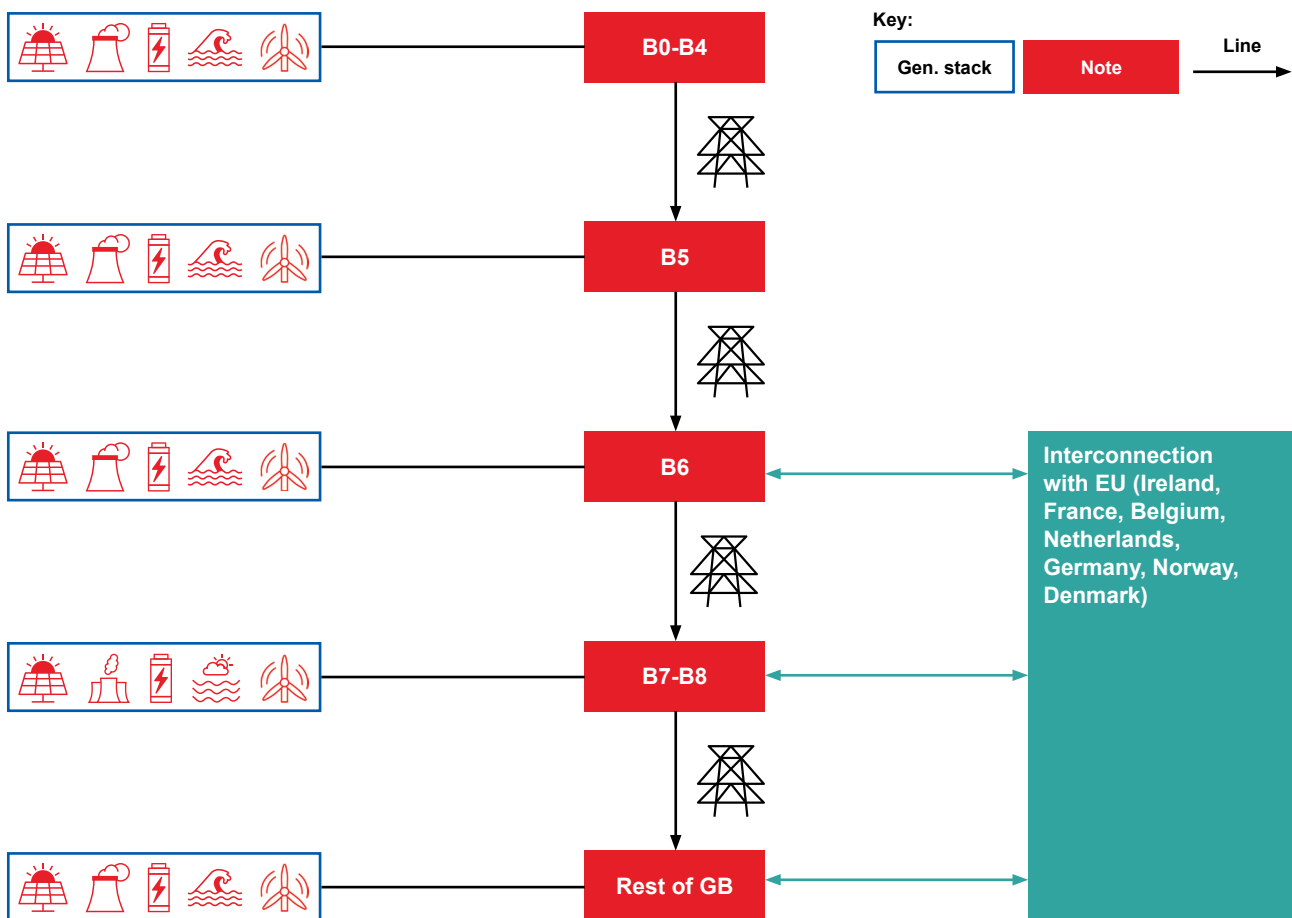 Key:
Gen. stack
Note
Line
B0-B4
B5
B6
Interconnection
with EU (Ireland,
France, Belgium,
Netherlands,
Germany, Norway,
Denmark)
B7-B8
Rest of GB